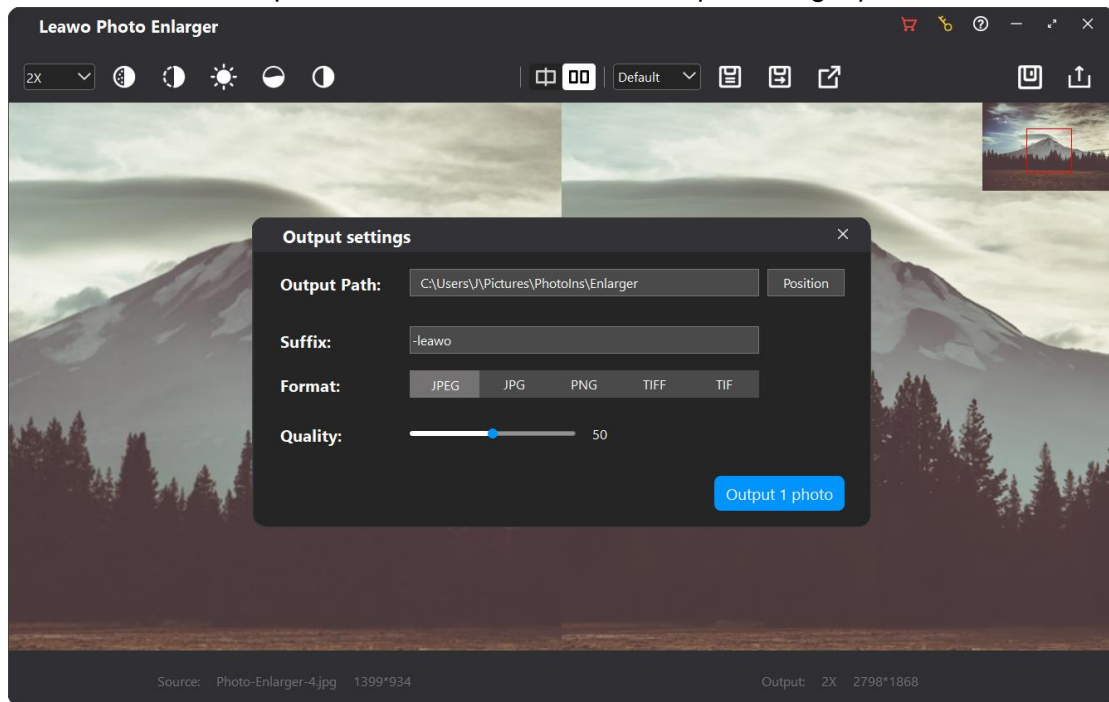 Leawo Photo Enlarger
2X Default
Output settings
Output Path: C:\Users\J\Pictures\PhotoIns\Enlarger Position
Suffix: -leawo
Format: JPEG JPG PNG TIFF TIF
Quality: 50
Output 1 photo
Source: Photo-Enlarger-4.jpg 1399*934 Output: 2X 2798*1868